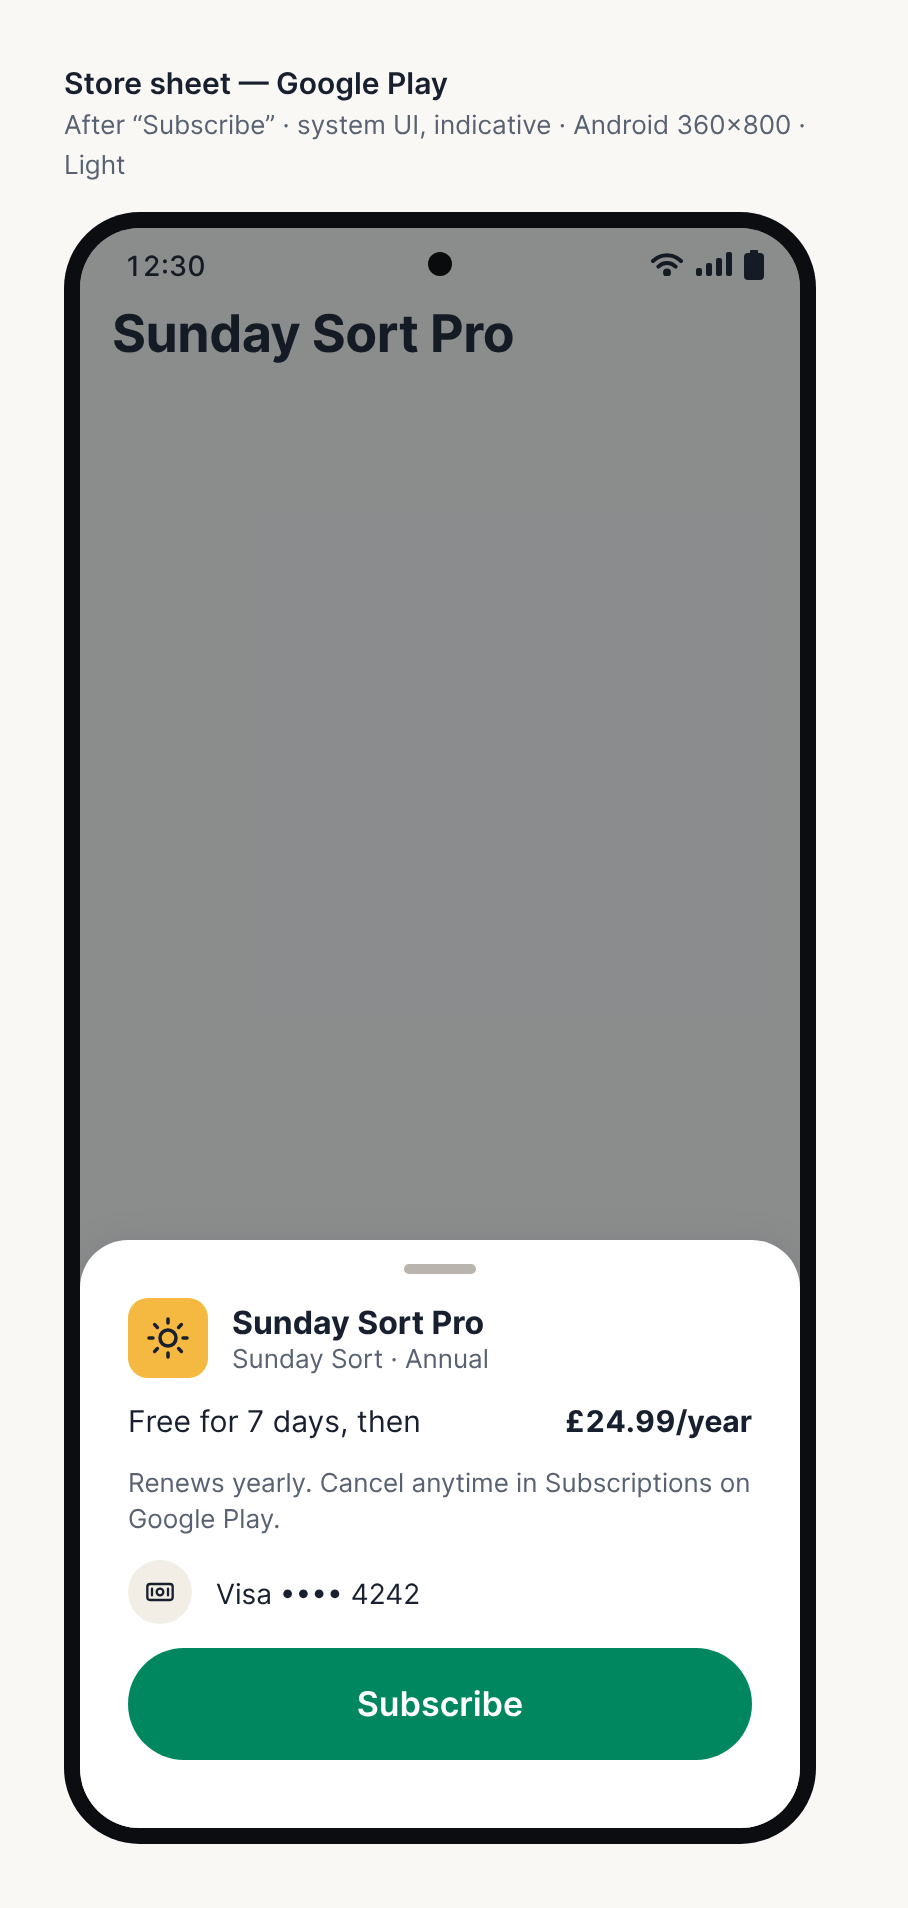 Store sheet — Google Play
After “Subscribe” · system UI, indicative · Android 360×800 ·
Light
12:30
Sunday Sort Pro
Sunday Sort Pro
Sunday Sort · Annual
Free for 7 days, then £24.99/year
Renews yearly. Cancel anytime in Subscriptions on
Google Play.
Visa •••• 4242
Subscribe